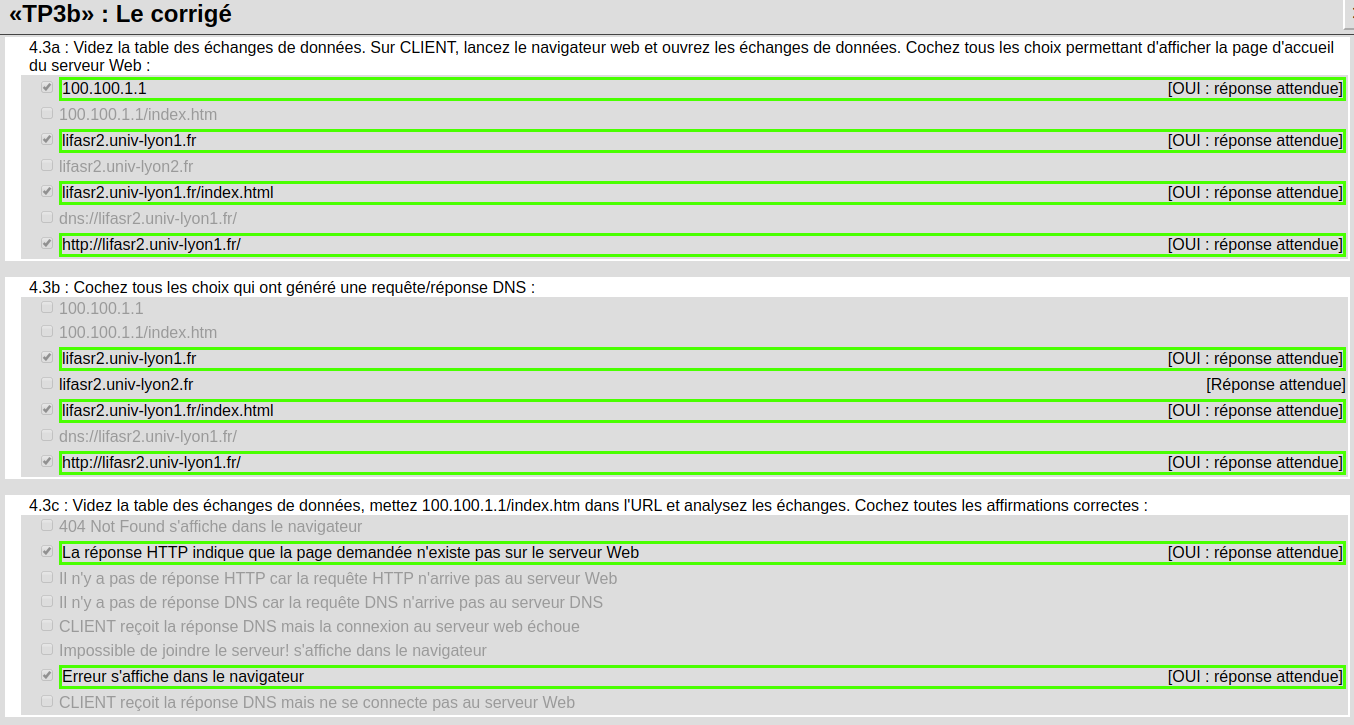 «TP3b» : Le corrigé
4.3a : Videz la table des échanges de données. Sur CLIENT, lancez le navigateur web et ouvrez les échanges de données. Cochez tous les choix permettant d'afficher la page d'accueil
du serveur Web :
100.100.1.1 [OUI : réponse attendue]
100.100.1.1/index.htm
lifasr2.univ-lyon1.fr [OUI : réponse attendue]
lifasr2.univ-lyon2.fr
lifasr2.univ-lyon1.fr/index.html [OUI : réponse attendue]
dns://lifasr2.univ-lyon1.fr/
http://lifasr2.univ-lyon1.fr/ [OUI : réponse attendue]
4.3b : Cochez tous les choix qui ont généré une requête/réponse DNS :
100.100.1.1
100.100.1.1/index.htm
lifasr2.univ-lyon1.fr [OUI : réponse attendue]
lifasr2.univ-lyon2.fr [Réponse attendue]
lifasr2.univ-lyon1.fr/index.html [OUI : réponse attendue]
dns://lifasr2.univ-lyon1.fr/
http://lifasr2.univ-lyon1.fr/ [OUI : réponse attendue]
4.3c : Videz la table des échanges de données, mettez 100.100.1.1/index.htm dans l'URL et analysez les échanges. Cochez toutes les affirmations correctes :
404 Not Found s'affiche dans le navigateur
La réponse HTTP indique que la page demandée n'existe pas sur le serveur Web [OUI : réponse attendue]
Il n'y a pas de réponse HTTP car la requête HTTP n'arrive pas au serveur Web
Il n'y a pas de réponse DNS car la requête DNS n'arrive pas au serveur DNS
CLIENT reçoit la réponse DNS mais la connexion au serveur web échoue
Impossible de joindre le serveur! s'affiche dans le navigateur
Erreur s'affiche dans le navigateur [OUI : réponse attendue]
CLIENT reçoit la réponse DNS mais ne se connecte pas au serveur Web